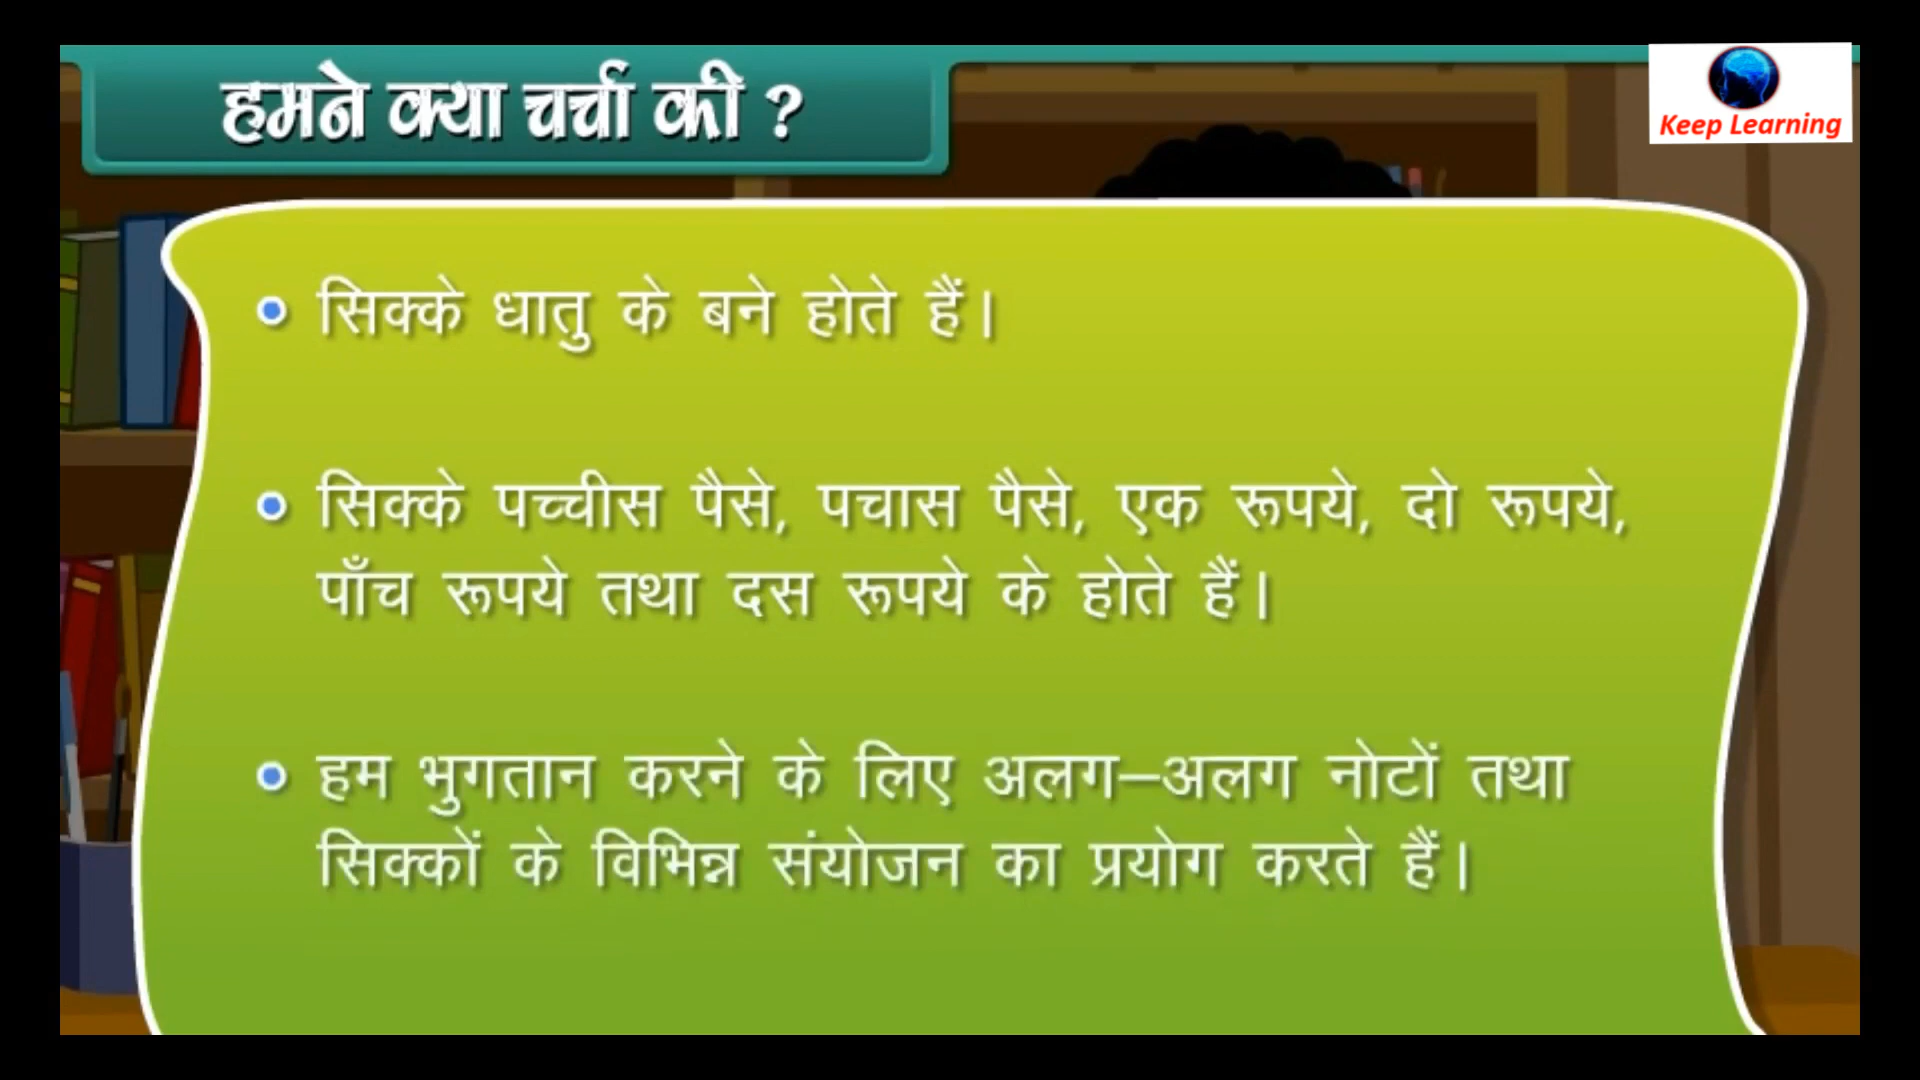 हमने क्या चर्चा की ?
Keep Learning
• सिक्के धातु के बने होते हैं।
• सिक्के पच्चीस पैसे, पचास पैसे, एक रूपये, दो रूपये,
पाँच रूपये तथा दस रूपये के होते हैं।
• हम भुगतान करने के लिए अलग–अलग नोटों तथा
सिक्कों के विभिन्न संयोजन का प्रयोग करते हैं।